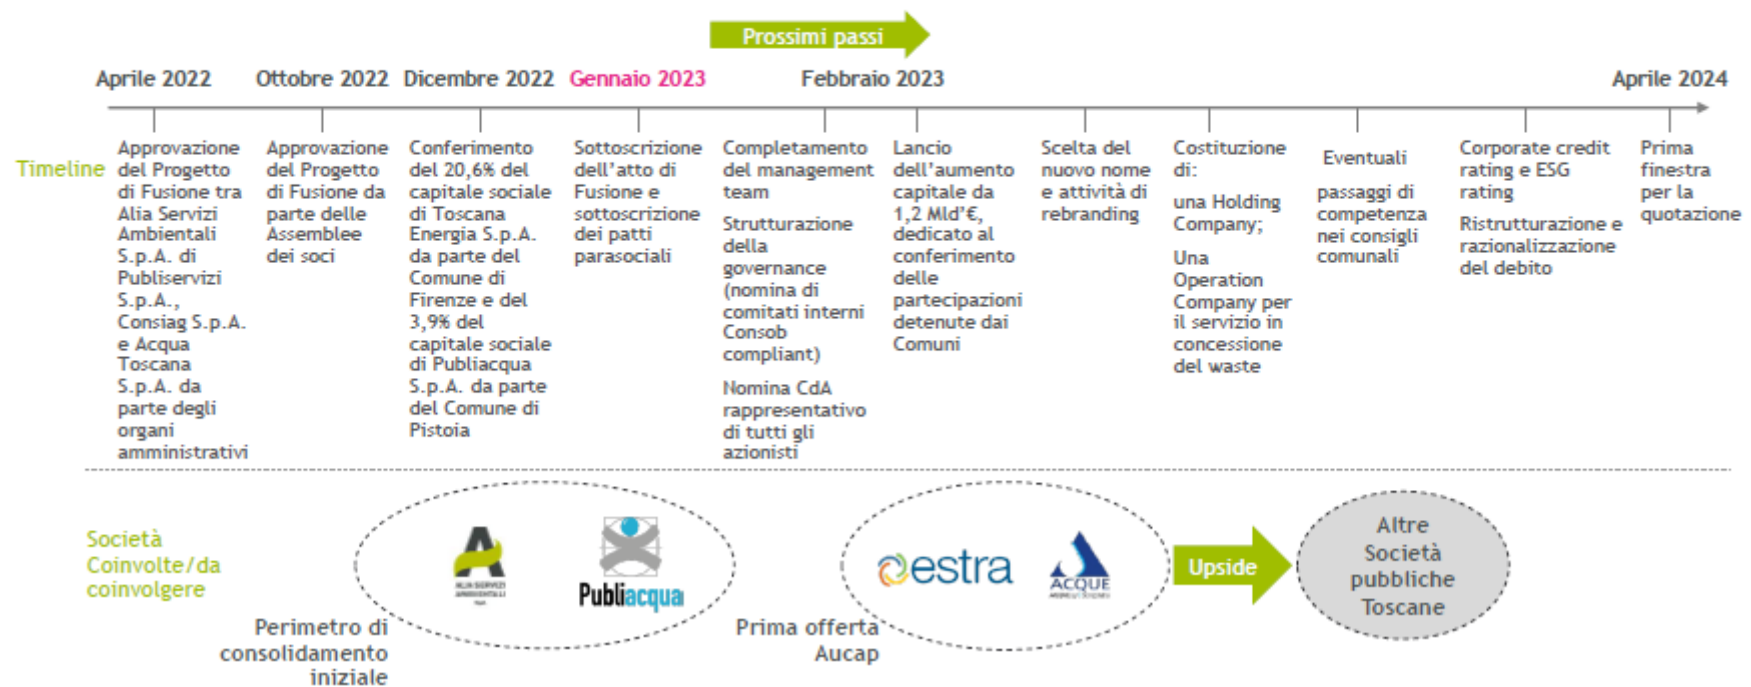 Prossimi passi
Aprile 2022
Ottobre 2022
Dicembre 2022
Gennaio 2023
Febbraio 2023
Aprile 2024
Timeline
Approvazione
del Progetto
di Fusione tra
Alia Servizi
Ambientali
S.p.A. di
Publiservizi
S.p.A.,
Consiag S.p.A.
e Acqua
Toscana
S.p.A. da
parte degli
organi
amministrativi
Approvazione
del Progetto
di Fusione da
parte delle
Assemblee
dei soci
Conferimento
del 20,6% del
capitale sociale
di Toscana
Energia S.p.A.
da parte del
Comune di
Firenze e del
3,9% del
capitale sociale
di Publiacqua
S.p.A. da parte
del Comune di
Pistoia
Sottoscrizione
dell'atto di
Fusione e
sottoscrizione
dei patti
parasociali
Completamento
del management
team
Strutturazione
della
governance
(nomina di
comitati interni
Consob
compliant)
Nomina CdA
rappresentativo
di tutti gli
azionisti
Lancio
dell'aumento
capitale da
1,2 Mld'€,
dedicato al
conferimento
delle
partecipazioni
detenute dai
Comuni
Scelta del
nuovo nome
e attività di
rebranding
Costituzione
di:
una Holding
Company;
Una
Operation
Company per
il servizio in
concessione
del waste
Eventuali
passaggi di
competenza
nei consigli
comunali
Corporate credit
rating e ESG
rating
Ristrutturazione e
razionalizzazione
del debito
Prima
finestra
per la
quotazione
Società
Coinvolte/da
coinvolgere
Perimetro di
consolidamento
iniziale
ALIA SERVIZI
AMBIENTALI
Publiacqua
Prima offerta
Aucap
estra
ACQUE
Upside
Altre
Società
pubbliche
Toscane